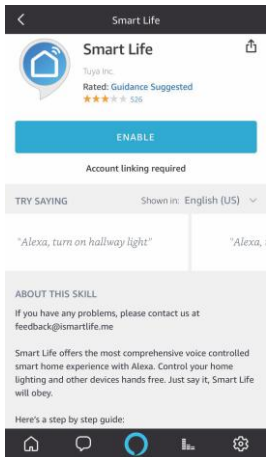 Smart Life
Smart Life
Tuya Inc.
Rated: Guidance Suggested
526
ENABLE
Account linking required
TRY SAYING Shown in: English (US)
"Alexa, turn on hallway light" "Alexa,
ABOUT THIS SKILL
If you have any problems, please contact us at
feedback@ismartlife.me
Smart Life offers the most comprehensive voice controlled
smart home experience with Alexa. Control your home
lighting and other devices hands free. Just say it, Smart Life
will obey.
Here's a step by step guide: